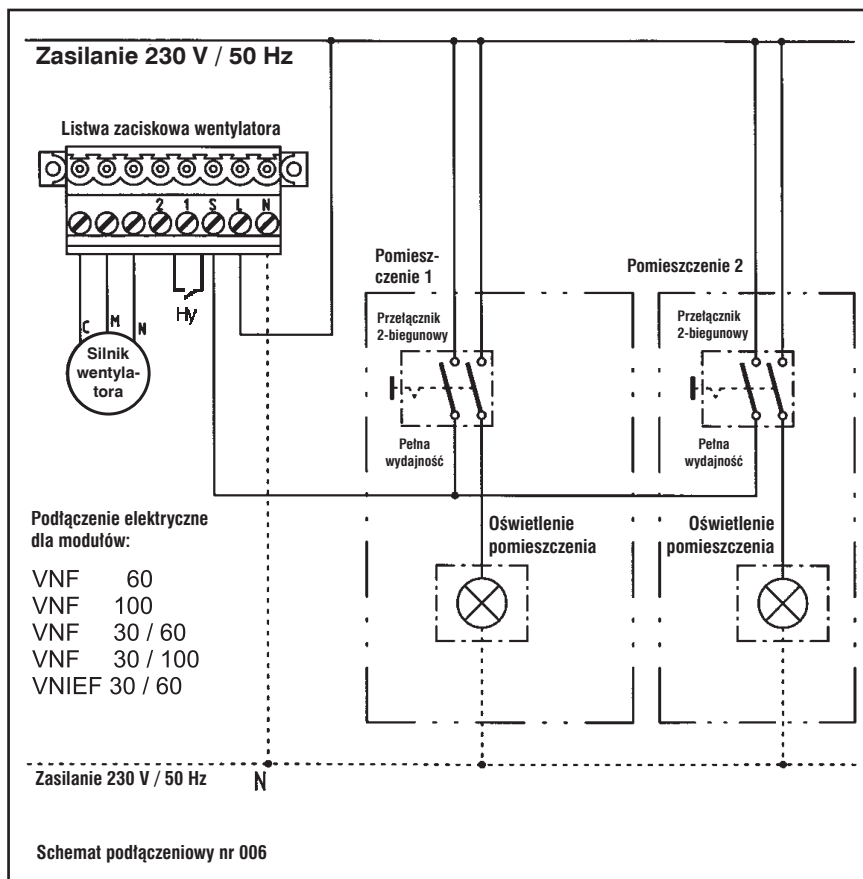 Zasilanie 230 V / 50 Hz
Listwa zaciskowa wentylatora
2 1 S L N
C M N
Hy
Silnik
wentyla-
tora
Pomiesz-
czenie 1
Przełącznik
2-biegunowy
Pełna
wydajność
Oświetlenie
pomieszczenia
Pomieszczenie 2
Przełącznik
2-biegunowy
Pełna
wydajność
Oświetlenie
pomieszczenia
Podłączenie elektryczne
dla modułów:
VNF 60
VNF 100
VNF 30 / 60
VNF 30 / 100
VNIEF 30 / 60
Zasilanie 230 V / 50 Hz N
Schemat podłączeniowy nr 006